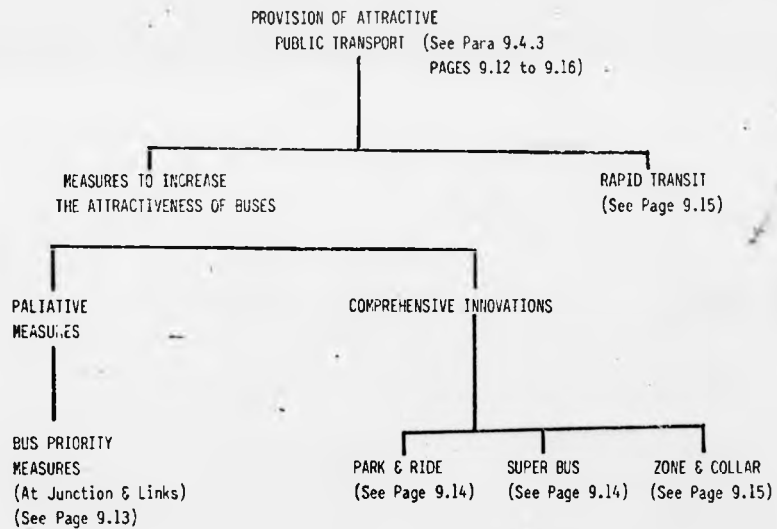 PROVISION OF ATTRACTIVE
PUBLIC TRANSPORT (See Para 9.4.3
PAGES 9.12 to 9.16)
MEASURES TO INCREASE
THE ATTRACTIVENESS OF BUSES
RAPID TRANSIT
(See Page 9.15)
PALIATIVE
MEASURES
COMPREHENSIVE INNOVATIONS
BUS PRIORITY
MEASURES
(At Junction & Links)
(See Page 9.13)
PARK & RIDE
(See Page 9.14)
SUPER BUS
(See Page 9.14)
ZONE & COLLAR
(See Page 9.15)